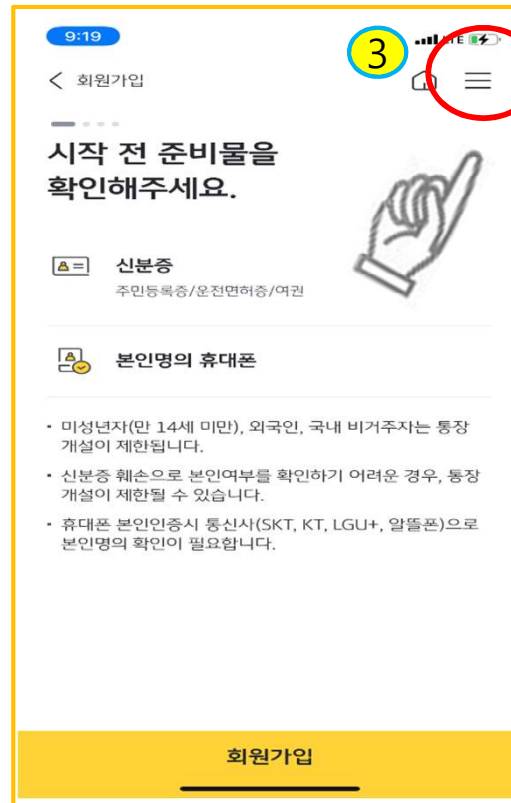 9:19
3
LTE
회원가입
시작 전 준비물을
확인해주세요.
신분증
주민등록증/운전면허증/여권
본인명의 휴대폰
• 미성년자(만 14세 미만), 외국인, 국내 비거주자는 통장
개설이 제한됩니다.
• 신분증 훼손으로 본인여부를 확인하기 어려운 경우, 통장
개설이 제한될 수 있습니다.
• 휴대폰 본인인증시 통신사(SKT, KT, LGU+, 알뜰폰)으로
본인명의 확인이 필요합니다.
회원가입